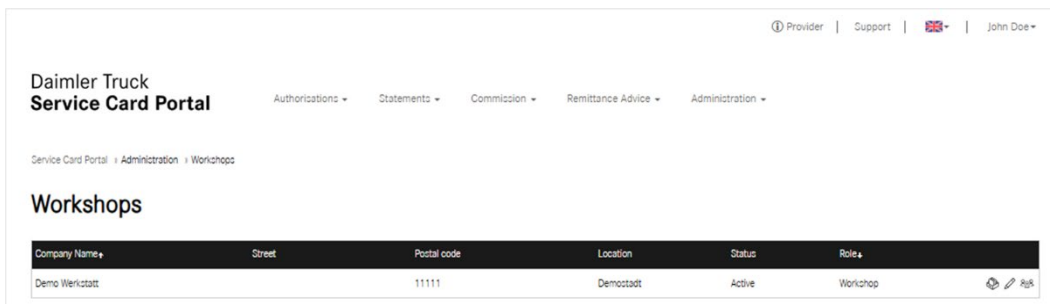 Provider | Support | | John Doe
Daimler Truck
Service Card Portal
Authorisations Statements Commission Remittance Advice Administration
Service Card Portal › Administration › Workshops
Workshops
Company Name Street Postal code Location Status Role
Demo Werkstatt 11111 Demostadt Active Workshop